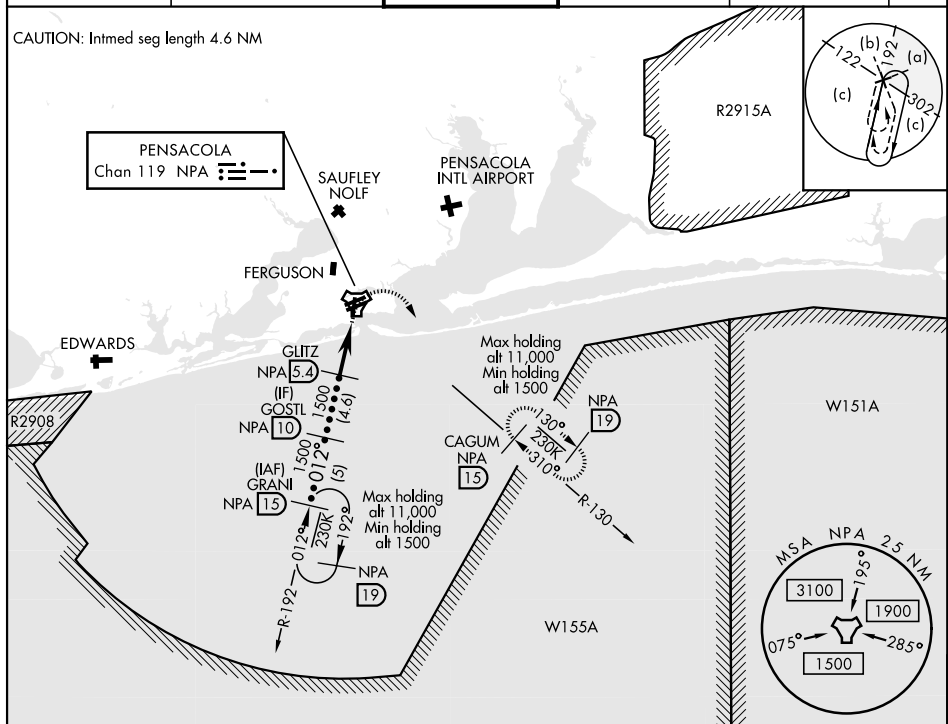 CAUTION: Intmed seg length 4.6 NM
(b)
192
(a)
122
(c)
302
(c)
R2915A
PENSACOLA
Chan 119 NPA
SAUFLEY
NOLF
PENSACOLA
INTL AIRPORT
FERGUSON
EDWARDS
GLITZ
NPA 5.4
(IF)
GOSTL
NPA 10
1500
(4.6)
R2908
1500
012°
(5)
(IAF)
GRANI
NPA 15
Max holding
alt 11,000
Min holding
alt 1500
012°
230K
192°
NPA
19
R-192
Max holding
alt 11,000
Min holding
alt 1500
NPA
19
130°
230K
310°
CAGUM
NPA
15
R-130
W151A
W155A
MSA NPA 25 NM
195°
3100
1900
075°
285°
1500